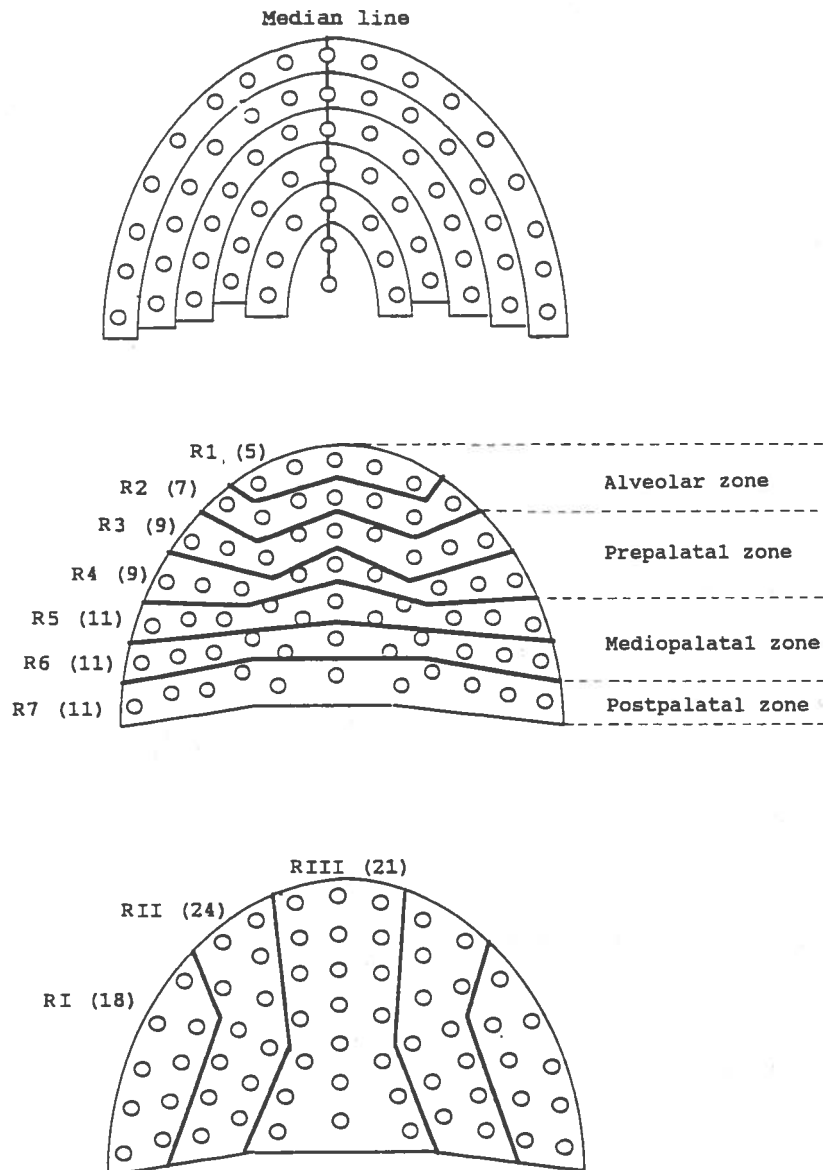 Median line
R1 (5)
R2 (7)
Alveolar zone
R3 (9)
Prepalatal zone
R4 (9)
R5 (11)
Mediopalatal zone
R6 (11)
R7 (11)
Postpalatal zone
RIII (21)
RII (24)
RI (18)